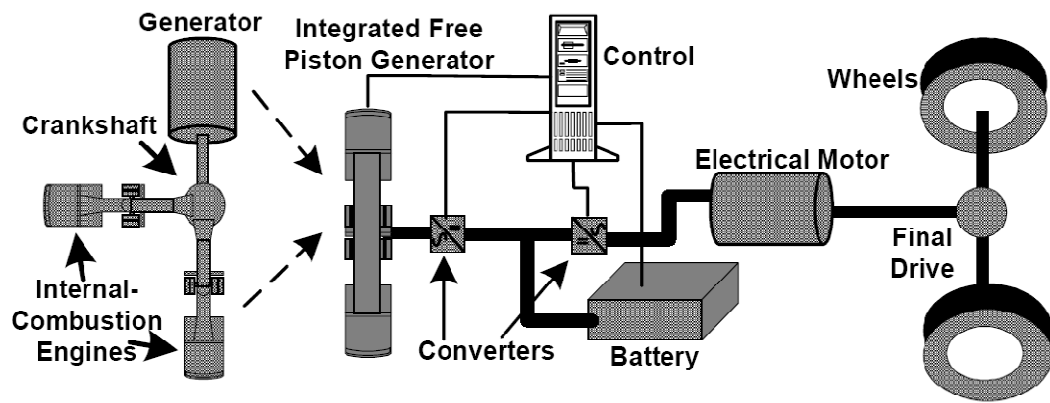 Generator
Crankshaft
Internal-
Combustion
Engines
Integrated Free
Piston Generator
Control
Converters
Battery
Electrical Motor
Wheels
Final
Drive